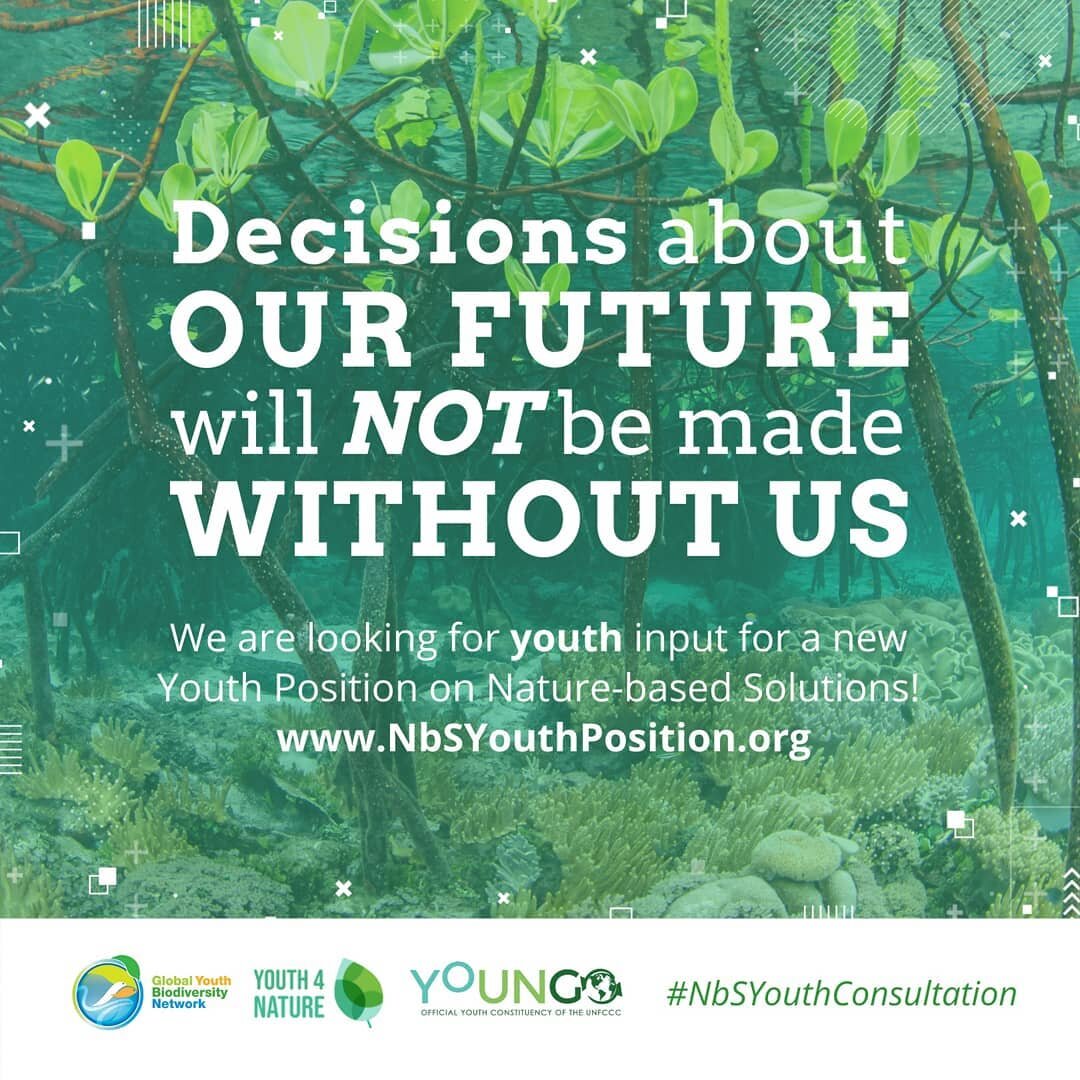 Decisions about
OUR FUTURE
will NOT be made
WITHOUT US
We are looking for youth input for a new
Youth Position on Nature-based Solutions!
www.NbSYouthPosition.org
Global Youth
Biodiversity
Network
YOUTH 4
NATURE
YOUNGO
OFFICIAL YOUTH CONSTITUENCY OF THE UNFCCC
#NbSYouthConsultation